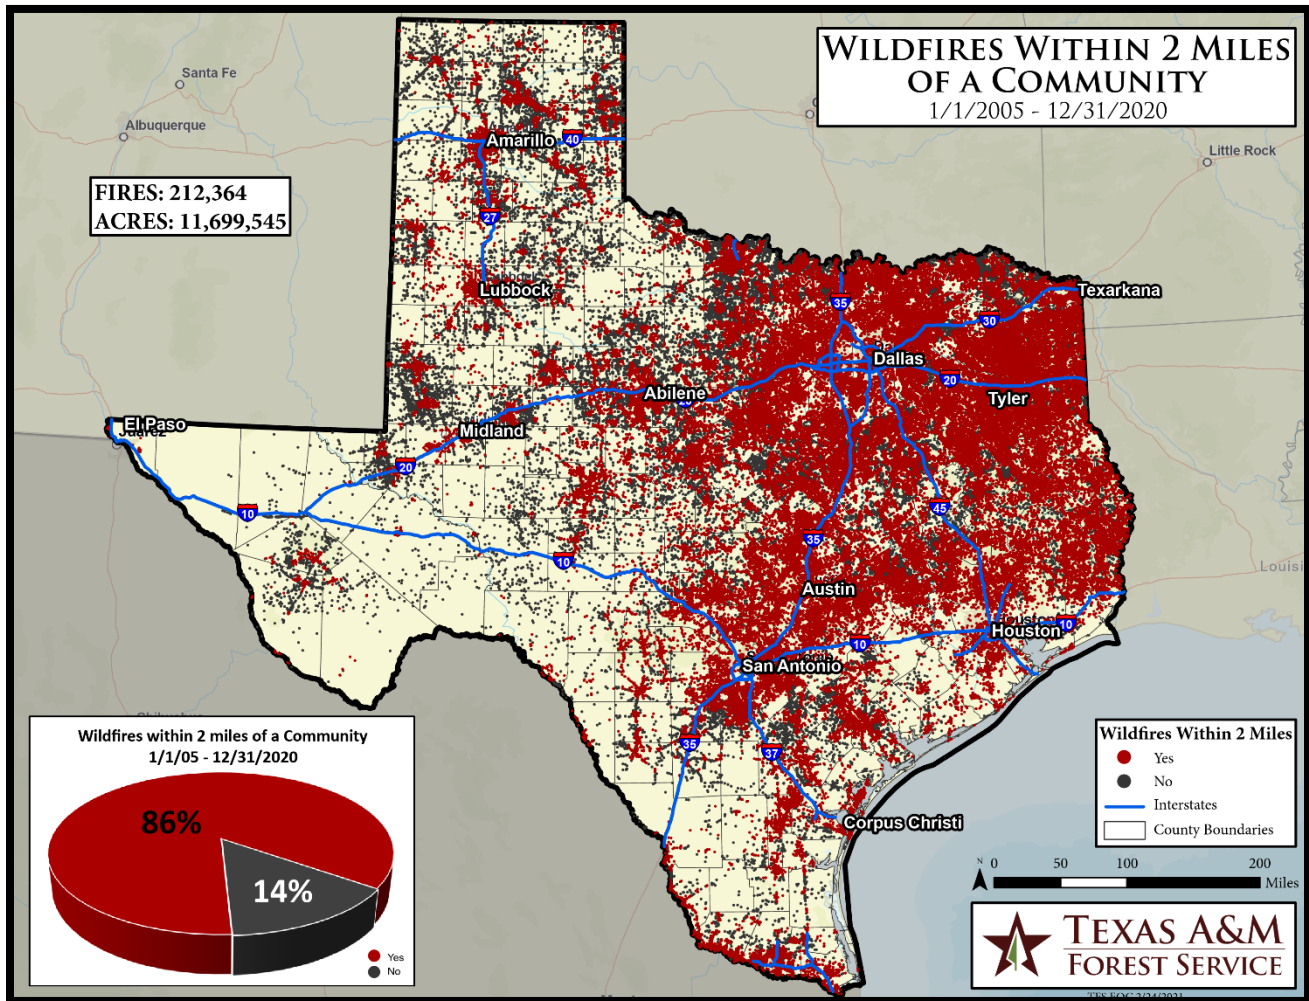 WILDFIRES WITHIN 2 MILES
OF A COMMUNITY
1/1/2005 - 12/31/2020
Santa Fe
Albuquerque
Little Rock
FIRES: 212,364
ACRES: 11,699,545
Amarillo
40
27
Lubbock
35
Texarkana
30
Dallas
20
Abilene
Tyler
El Paso
Midland
20
10
45
35
10
Austin
Houston
10
10
San Antonio
35
37
Corpus Christi
Wildfires within 2 miles of a Community
1/1/05 - 12/31/2020
86%
14%
Yes
No
Wildfires Within 2 Miles
Yes
No
Interstates
County Boundaries
N
0 50 100 200
Miles
TEXAS A&M
FOREST SERVICE